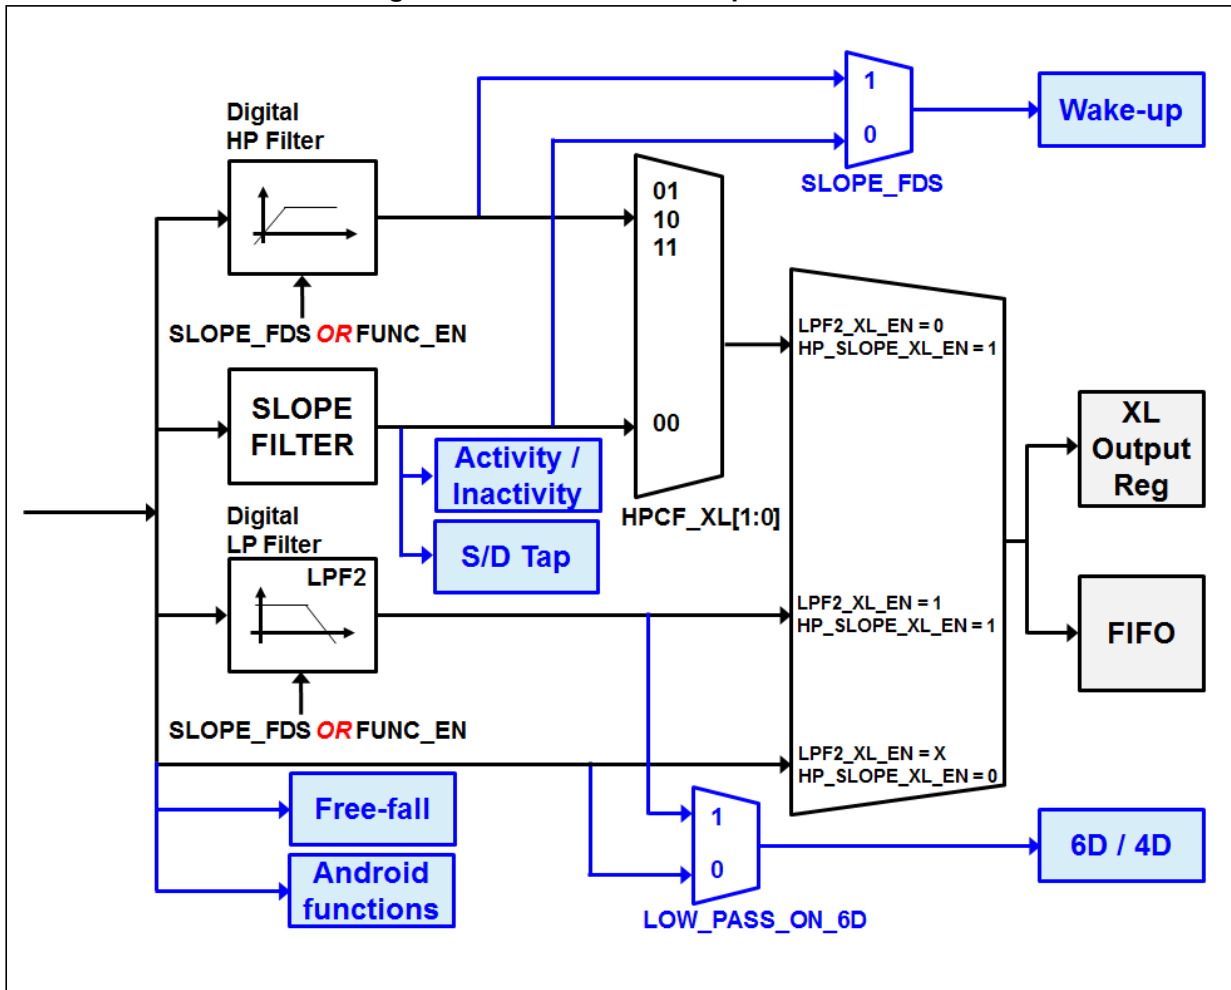 Digital
HP Filter
SLOPE_FDS OR FUNC_EN
SLOPE
FILTER
Activity /
Inactivity
S/D Tap
Digital
LP Filter
LPF2
SLOPE_FDS OR FUNC_EN
Free-fall
Android
functions
01
10
11
00
HPCF_XL[1:0]
1
0
SLOPE_FDS
Wake-up
LPF2_XL_EN = 0
HP_SLOPE_XL_EN = 1
LPF2_XL_EN = 1
HP_SLOPE_XL_EN = 1
LPF2_XL_EN = X
HP_SLOPE_XL_EN = 0
XL
Output
Reg
FIFO
1
0
LOW_PASS_ON_6D
6D / 4D